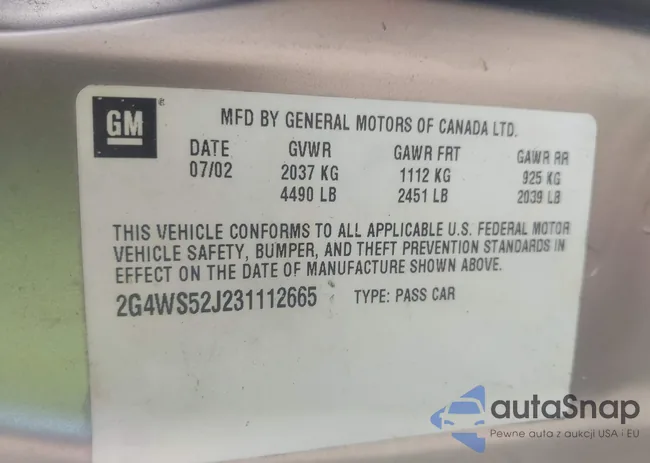 GM
®
MFD BY GENERAL MOTORS OF CANADA LTD.
DATE GVWR GAWR FRT GAWR RR
07/02 2037 KG 1112 KG 925 KG
4490 LB 2451 LB 2039 LB
THIS VEHICLE CONFORMS TO ALL APPLICABLE U.S. FEDERAL MOTOR
VEHICLE SAFETY, BUMPER, AND THEFT PREVENTION STANDARDS IN
EFFECT ON THE DATE OF MANUFACTURE SHOWN ABOVE.
2G4WS52J231112665 TYPE: PASS CAR
autaSnap
Pewne auta z aukcji USA i EU